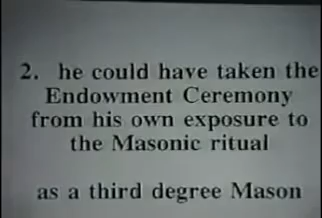 2. he could have taken the
Endowment Ceremony
from his own exposure to
the Masonic ritual
as a third degree Mason